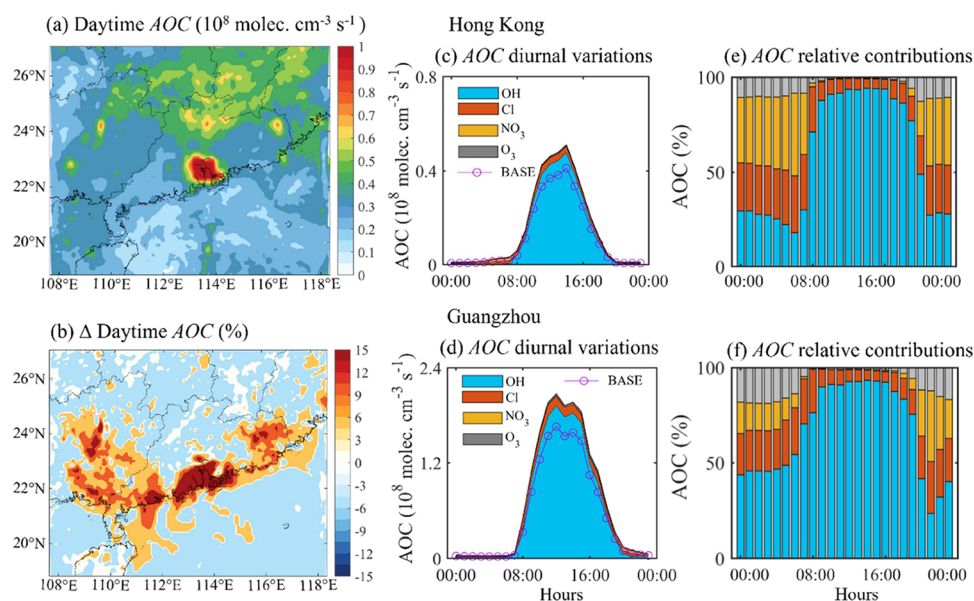 Hong Kong
(a) Daytime AOC (10⁸ molec. cm⁻³ s⁻¹)
26°N
24°N
22°N
20°N
108°E 110°E 112°E 114°E 116°E 118°E
1
0.9
0.8
0.7
0.6
0.5
0.4
0.3
0.2
0.1
0
(c) AOC diurnal variations
AOC (10⁸ molec. cm⁻³ s⁻¹)
0.8
0.4
0
OH
Cl
NO₃
O₃
BASE
00:00 08:00 16:00 00:00
(e) AOC relative contributions
AOC (%)
100
50
0
00:00 08:00 16:00 00:00
Guangzhou
(b) Δ Daytime AOC (%)
26°N
24°N
22°N
20°N
108°E 110°E 112°E 114°E 116°E 118°E
15
12
9
6
3
0
-3
-6
-9
-12
-15
(d) AOC diurnal variations
AOC (10⁸ molec. cm⁻³ s⁻¹)
2.4
1.2
0
OH
Cl
NO₃
O₃
BASE
00:00 08:00 16:00 00:00
Hours
(f) AOC relative contributions
AOC (%)
100
50
0
00:00 08:00 16:00 00:00
Hours